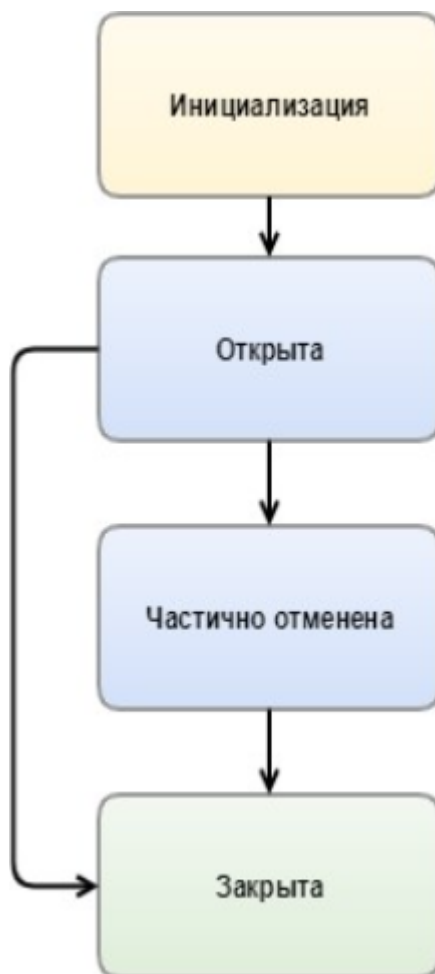 Инициализация
Открыта
Частично отменена
Закрыта